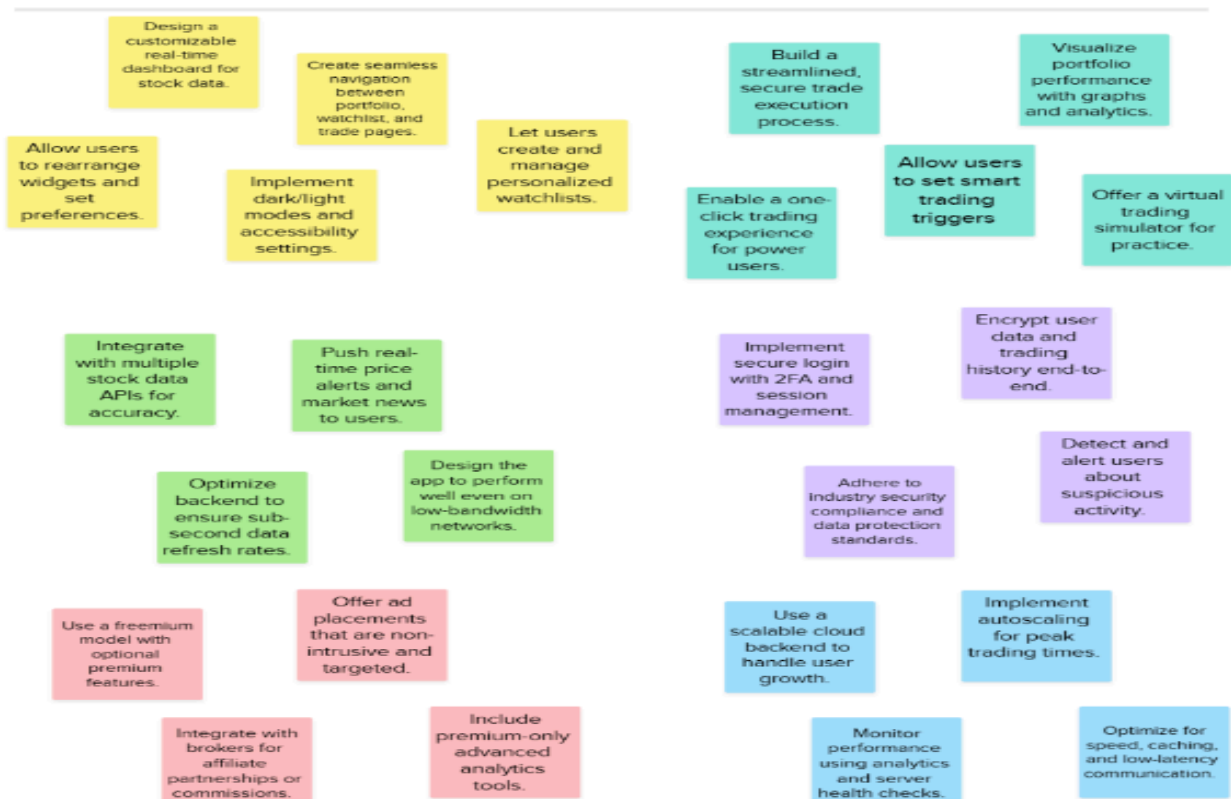 Design a
customizable
real-time
dashboard for
stock data.
Create seamless
navigation
between
portfolio,
watchlist, and
trade pages.
Let users
create and
manage
personalized
watchlists.
Allow users
to rearrange
widgets and
set
preferences.
Implement
dark/light
modes and
accessibility
settings.
Build a
streamlined,
secure trade
execution
process.
Visualize
portfolio
performance
with graphs
and analytics.
Allow users
to set smart
trading
triggers
Enable a one-
click trading
experience
for power
users.
Offer a virtual
trading
simulator for
practice.
Integrate
with multiple
stock data
APIs for
accuracy.
Push real-
time price
alerts and
market news
to users.
Optimize
backend to
ensure sub-
second data
refresh rates.
Design the
app to perform
well even on
low-bandwidth
networks.
Implement
secure login
with 2FA and
session
management.
Encrypt user
data and
trading
history end-to-
end.
Adhere to
industry security
compliance and
data protection
standards.
Detect and
alert users
about
suspicious
activity.
Use a freemium
model with
optional
premium
features.
Offer ad
placements
that are non-
intrusive and
targeted.
Integrate with
brokers for
affiliate
partnerships or
commissions.
Include
premium-only
advanced
analytics
tools.
Use a
scalable cloud
backend to
handle user
growth.
Implement
autoscaling
for peak
trading times.
Monitor
performance
using analytics
and server
health checks.
Optimize for
speed, caching,
and low-latency
communication.